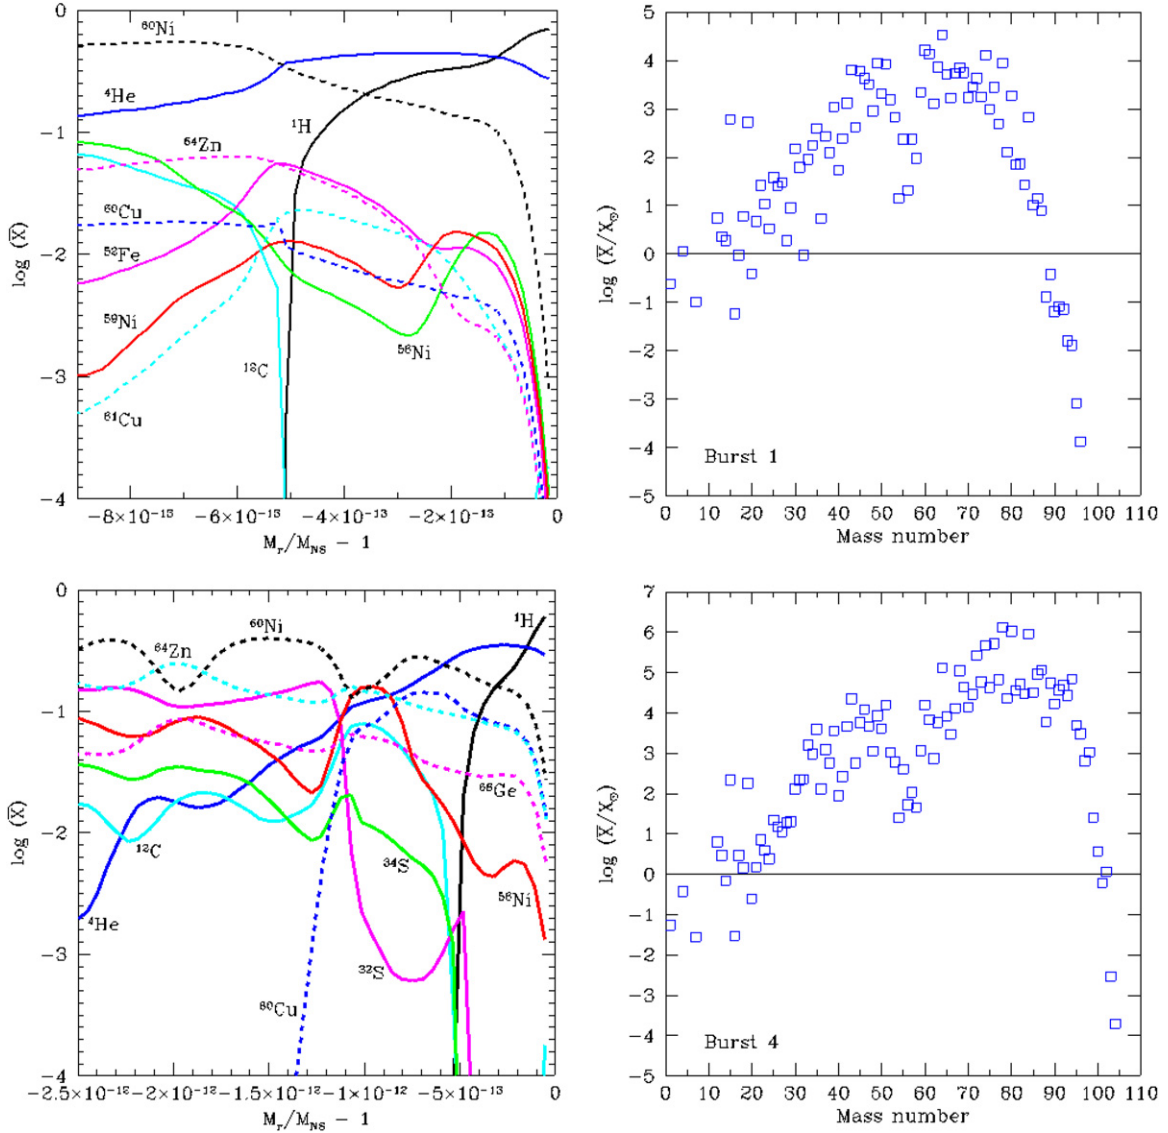 0
−1
−2
−3
−4
log (X̅)
⁶⁰Ni
⁴He
¹H
⁶⁴Zn
⁶⁰Cu
⁵²Fe
⁵⁹Ni
⁶¹Cu
¹²C
⁵⁶Ni
−8×10⁻¹³ −6×10⁻¹³ −4×10⁻¹³ −2×10⁻¹³ 0
Mᵣ/M_NS − 1
5
4
3
2
1
0
−1
−2
−3
−4
−5
log (X̅/X⊙)
Burst 1
0 10 20 30 40 50 60 70 80 90 100 110
Mass number
0
−1
−2
−3
−4
log (X̅)
⁶⁰Ni
¹H
⁶⁴Zn
⁶⁸Ge
¹²C
³⁴S
⁵⁶Ni
⁴He
³²S
⁶⁰Cu
−2.5×10⁻¹² −2×10⁻¹² −1.5×10⁻¹² −1×10⁻¹² −5×10⁻¹³ 0
Mᵣ/M_NS − 1
7
6
5
4
3
2
1
0
−1
−2
−3
−4
−5
log (X̅/X⊙)
Burst 4
0 10 20 30 40 50 60 70 80 90 100 110
Mass number